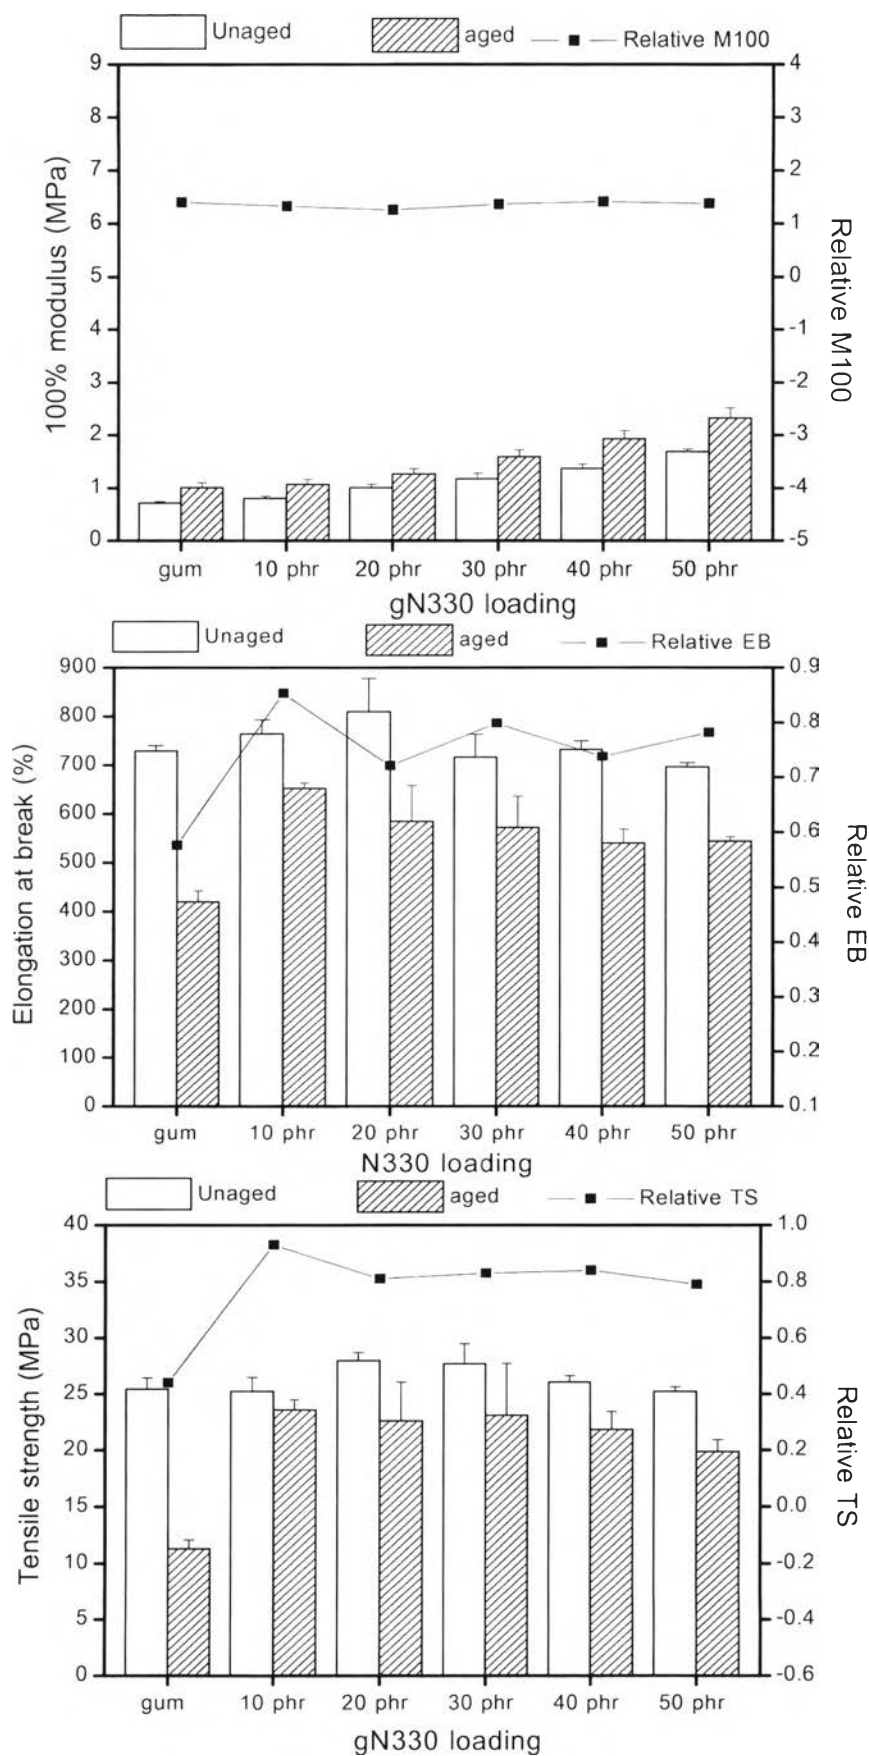 Unaged aged Relative M100
9 4
8 3
7 2
6 1
5 0
4 -1
3 -2
2 -3
1 -4
0 -5
100% modulus (MPa)
Relative M100
gum 10 phr 20 phr 30 phr 40 phr 50 phr
gN330 loading
Unaged aged Relative EB
900 0.9
800 0.8
700 0.7
600 0.6
500 0.5
400 0.4
300 0.3
200 0.2
100
0 0.1
Elongation at break (%)
Relative EB
gum 10 phr 20 phr 30 phr 40 phr 50 phr
N330 loading
Unaged aged Relative TS
40 1.0
35 0.8
30 0.6
25 0.4
20 0.2
15 0.0
10 -0.2
5 -0.4
0 -0.6
Tensile strength (MPa)
Relative TS
gum 10 phr 20 phr 30 phr 40 phr 50 phr
gN330 loading